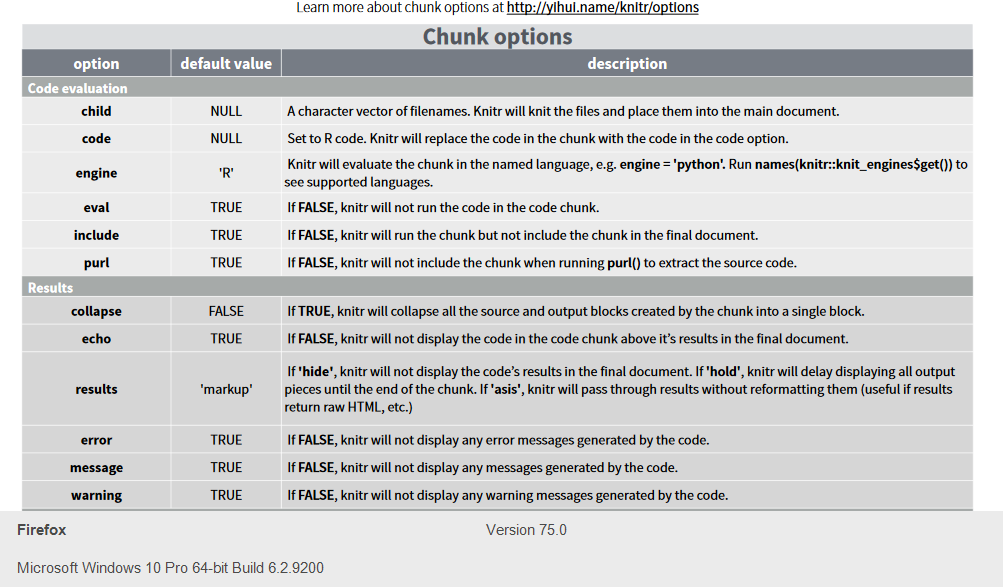 Learn more about chunk options at http://yihui.name/knitr/options
Chunk options
option default value description
Code evaluation
child NULL A character vector of filenames. Knitr will knit the files and place them into the main document.
code NULL Set to R code. Knitr will replace the code in the chunk with the code in the code option.
engine 'R' Knitr will evaluate the chunk in the named language, e.g. engine = 'python'. Run names(knitr::knit_engines$get()) to
see supported languages.
eval TRUE If FALSE, knitr will not run the code in the code chunk.
include TRUE If FALSE, knitr will run the chunk but not include the chunk in the final document.
purl TRUE If FALSE, knitr will not include the chunk when running purl() to extract the source code.
Results
collapse FALSE If TRUE, knitr will collapse all the source and output blocks created by the chunk into a single block.
echo TRUE If FALSE, knitr will not display the code in the code chunk above it’s results in the final document.
results 'markup' If 'hide', knitr will not display the code’s results in the final document. If 'hold', knitr will delay displaying all output
pieces until the end of the chunk. If 'asis', knitr will pass through results without reformatting them (useful if results
return raw HTML, etc.)
error TRUE If FALSE, knitr will not display any error messages generated by the code.
message TRUE If FALSE, knitr will not display any messages generated by the code.
warning TRUE If FALSE, knitr will not display any warning messages generated by the code.
Firefox Version 75.0
Microsoft Windows 10 Pro 64-bit Build 6.2.9200